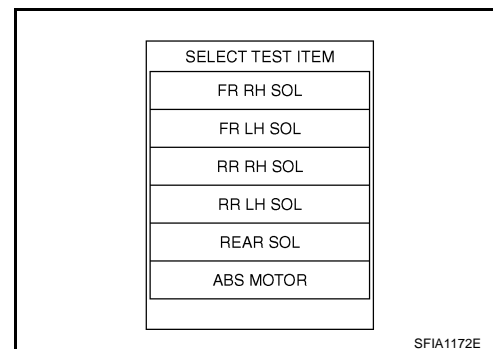 SELECT TEST ITEM
FR RH SOL
FR LH SOL
RR RH SOL
RR LH SOL
REAR SOL
ABS MOTOR
SFIA1172E